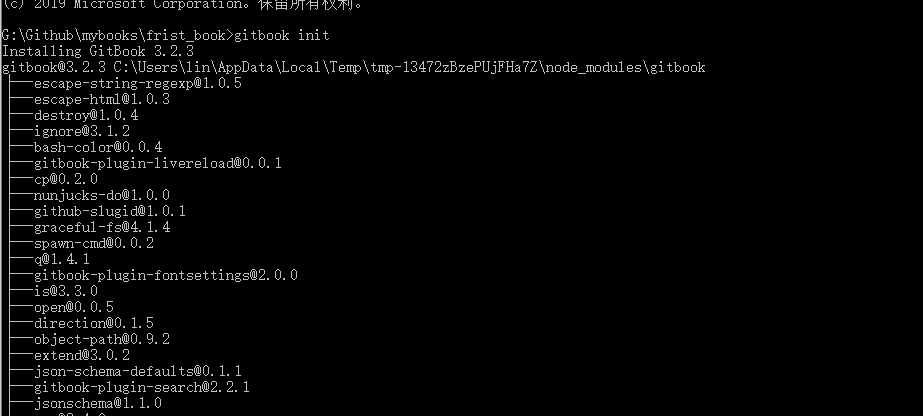 (c) 2019 Microsoft Corporation。保留所有权利。
G:\Github\mybooks\frist_book>gitbook init
Installing GitBook 3.2.3
gitbook@3.2.3 C:\Users\lin\AppData\Local\Temp\tmp-13472zBzePUjFHa7Z\node_modules\gitbook
├──escape-string-regexp@1.0.5
├──escape-html@1.0.3
├──destroy@1.0.4
├──ignore@3.1.2
├──bash-color@0.0.4
├──gitbook-plugin-livereload@0.0.1
├──cp@0.2.0
├──nunjucks-do@1.0.0
├──github-slugid@1.0.1
├──graceful-fs@4.1.4
├──spawn-cmd@0.0.2
├──q@1.4.1
├──gitbook-plugin-fontsettings@2.0.0
├──is@3.3.0
├──open@0.0.5
├──direction@0.1.5
├──object-path@0.9.2
├──extend@3.0.2
├──json-schema-defaults@0.1.1
├──gitbook-plugin-search@2.2.1
├──jsonschema@1.1.0